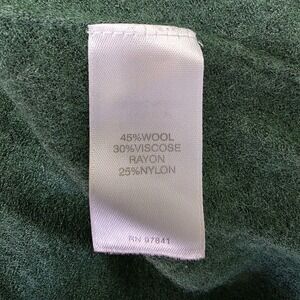 45%WOOL
30%VISCOSE
RAYON
25%NYLON
RN 97841